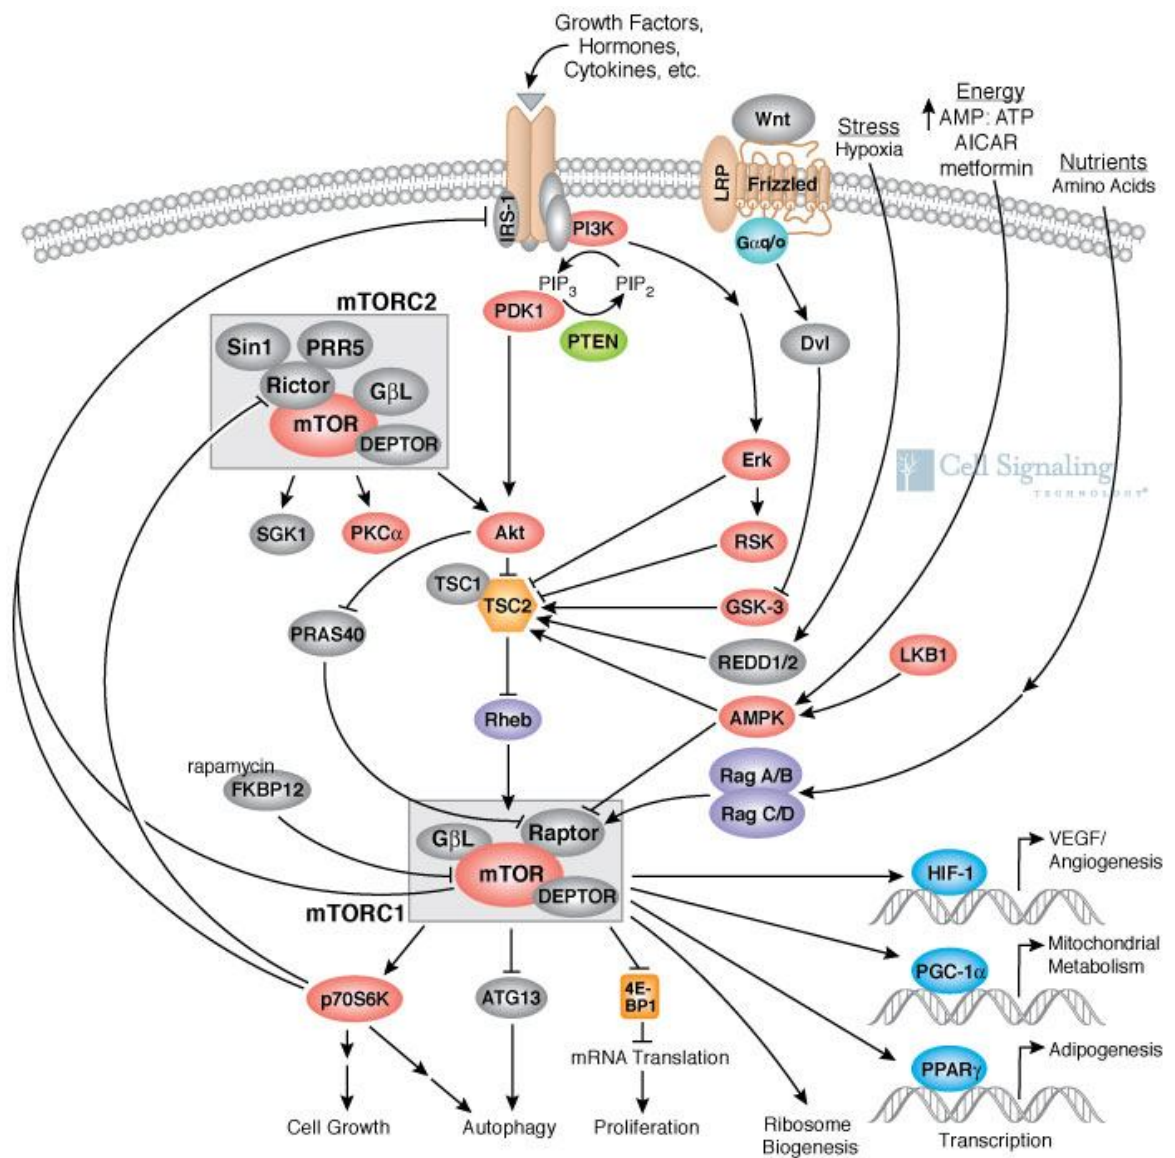 Growth Factors,
Hormones,
Cytokines, etc.
Wnt
Stress
Hypoxia
Energy
AMP: ATP
AICAR
metformin
Nutrients
Amino Acids
LRP
Frizzled
IRS-1
PI3K
Gαq/o
PIP3
PIP2
PDK1
PTEN
Dvl
mTORC2
Sin1
PRR5
Rictor
GβL
mTOR
DEPTOR
Erk
Cell Signaling
TECHNOLOGY®
SGK1
PKCα
Akt
RSK
TSC1
TSC2
GSK-3
PRAS40
REDD1/2
LKB1
Rheb
AMPK
rapamycin
FKBP12
Rag A/B
Rag C/D
GβL
Raptor
mTOR
DEPTOR
mTORC1
HIF-1
VEGF/
Angiogenesis
PGC-1α
Mitochondrial
Metabolism
p70S6K
ATG13
4E-
BP1
mRNA Translation
PPARγ
Adipogenesis
Cell Growth
Autophagy
Proliferation
Ribosome
Biogenesis
Transcription